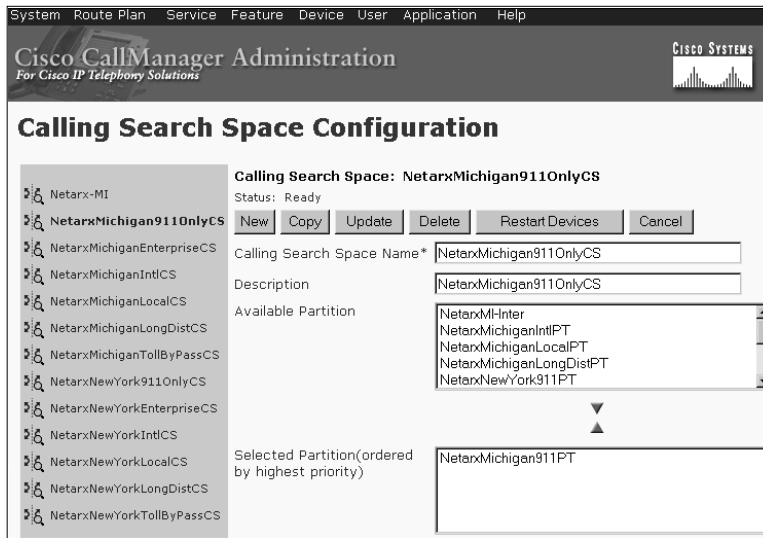 System Route Plan Service Feature Device User Application Help
Cisco CallManager Administration
For Cisco IP Telephony Solutions
CISCO SYSTEMS
Calling Search Space Configuration
Netarx-MI
NetarxMichigan911OnlyCS
NetarxMichiganEnterpriseCS
NetarxMichiganIntlCS
NetarxMichiganLocalCS
NetarxMichiganLongDistCS
NetarxMichiganTollByPassCS
NetarxNewYork911OnlyCS
NetarxNewYorkEnterpriseCS
NetarxNewYorkIntlCS
NetarxNewYorkLocalCS
NetarxNewYorkLongDistCS
NetarxNewYorkTollByPassCS
Calling Search Space: NetarxMichigan911OnlyCS
Status: Ready
New Copy Update Delete Restart Devices Cancel
Calling Search Space Name* NetarxMichigan911OnlyCS
Description NetarxMichigan911OnlyCS
Available Partition
NetarxMI-Inter
NetarxMichiganIntlPT
NetarxMichiganLocalPT
NetarxMichiganLongDistPT
NetarxNewYork911PT
Selected Partition(ordered
by highest priority)
NetarxMichigan911PT